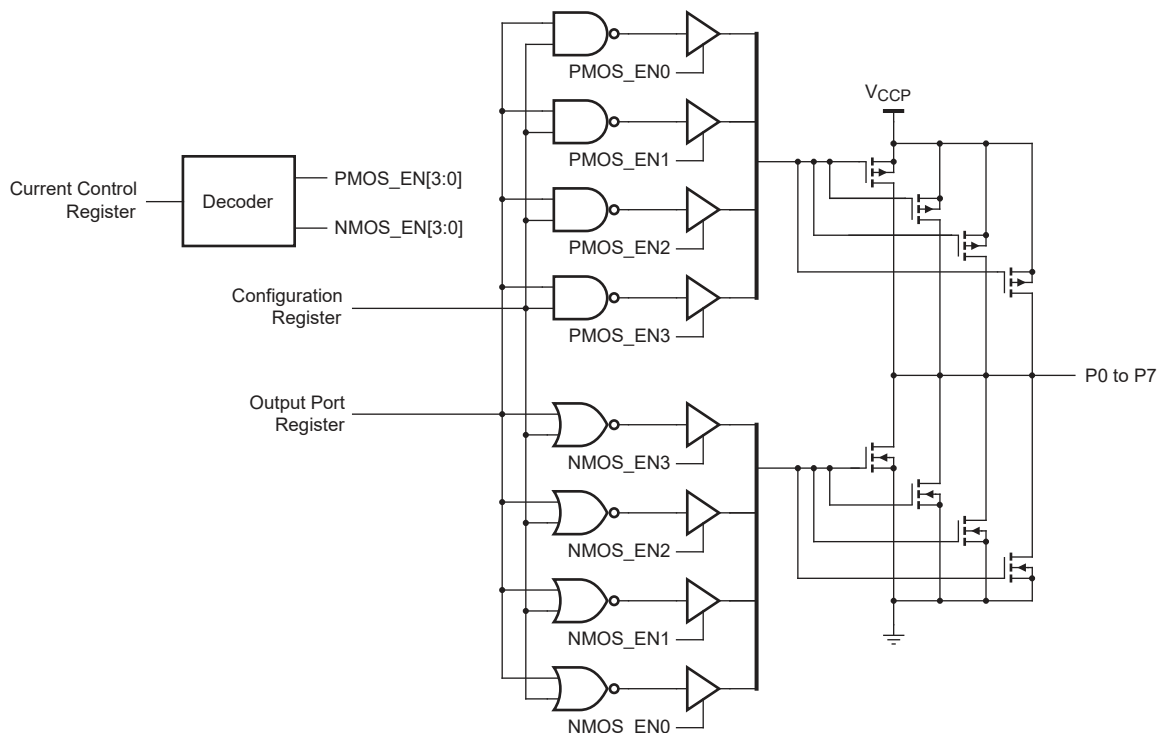 PMOS_EN0
V_CCP
PMOS_EN1
Current Control
Register
Decoder
PMOS_EN[3:0]
NMOS_EN[3:0]
PMOS_EN2
Configuration
Register
PMOS_EN3
P0 to P7
Output Port
Register
NMOS_EN3
NMOS_EN2
NMOS_EN1
NMOS_EN0